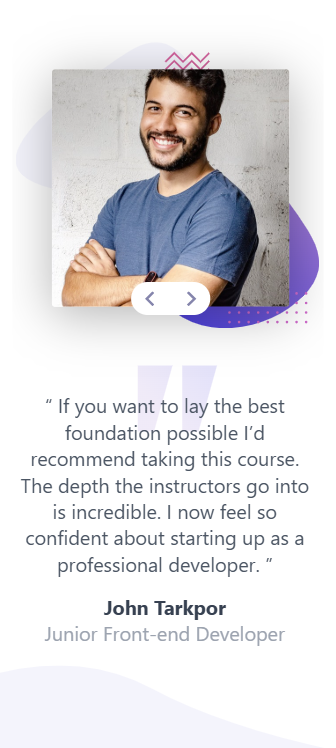 “ If you want to lay the best
foundation possible I’d
recommend taking this course.
The depth the instructors go into
is incredible. I now feel so
confident about starting up as a
professional developer. ”
John Tarkpor
Junior Front-end Developer